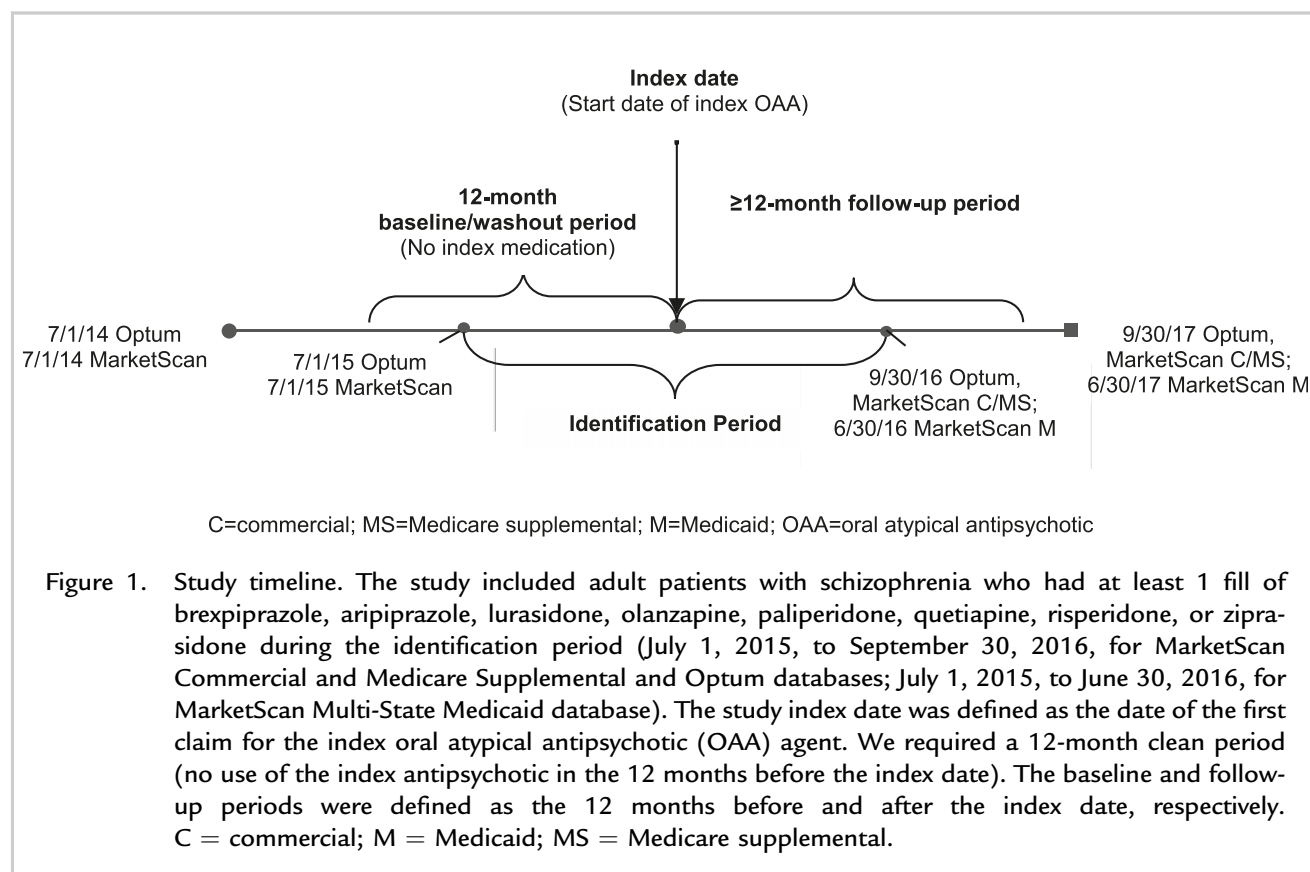 Index date
(Start date of index OAA)
12-month
baseline/washout period
(No index medication)
≥12-month follow-up period
7/1/14 Optum
7/1/14 MarketScan
7/1/15 Optum
7/1/15 MarketScan
Identification Period
9/30/16 Optum,
MarketScan C/MS;
6/30/16 MarketScan M
9/30/17 Optum,
MarketScan C/MS;
6/30/17 MarketScan M
C=commercial; MS=Medicare supplemental; M=Medicaid; OAA=oral atypical antipsychotic
Figure 1. Study timeline. The study included adult patients with schizophrenia who had at least 1 fill of
brexpiprazole, aripiprazole, lurasidone, olanzapine, paliperidone, quetiapine, risperidone, or zipra-
sidone during the identification period (July 1, 2015, to September 30, 2016, for MarketScan
Commercial and Medicare Supplemental and Optum databases; July 1, 2015, to June 30, 2016, for
MarketScan Multi-State Medicaid database). The study index date was defined as the date of the first
claim for the index oral atypical antipsychotic (OAA) agent. We required a 12-month clean period
(no use of the index antipsychotic in the 12 months before the index date). The baseline and follow-
up periods were defined as the 12 months before and after the index date, respectively.
C = commercial; M = Medicaid; MS = Medicare supplemental.